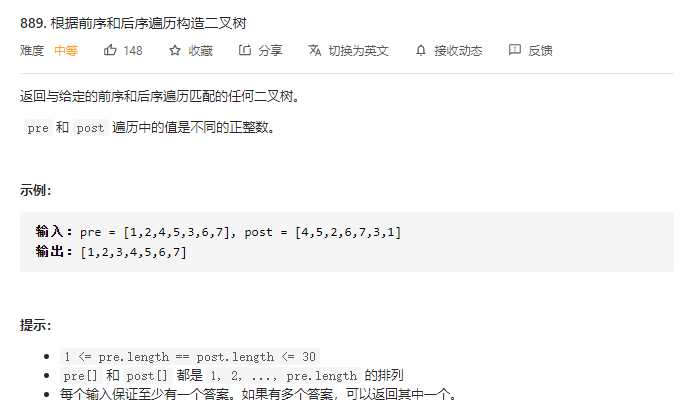 889. 根据前序和后序遍历构造二叉树
难度 中等 148 收藏 分享 切换为英文 接收动态 反馈
返回与给定的前序和后序遍历匹配的任何二叉树。
pre 和 post 遍历中的值是不同的正整数。
示例：
输入：pre = [1,2,4,5,3,6,7], post = [4,5,2,6,7,3,1]
输出：[1,2,3,4,5,6,7]
提示：
1 <= pre.length == post.length <= 30
pre[] 和 post[] 都是 1, 2, ..., pre.length 的排列
每个输入保证至少有一个答案。如果有多个答案，可以返回其中一个。